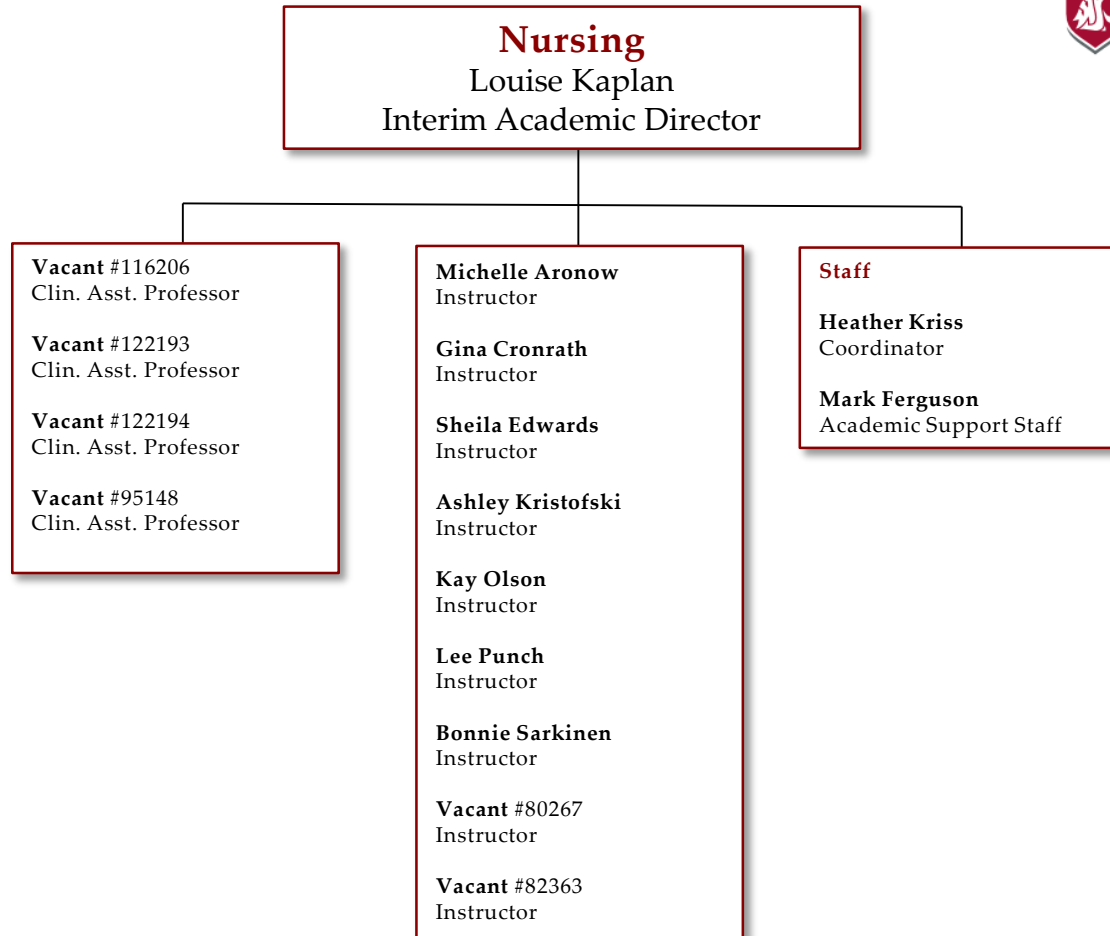 Nursing
Louise Kaplan
Interim Academic Director
Vacant #116206
Clin. Asst. Professor
Vacant #122193
Clin. Asst. Professor
Vacant #122194
Clin. Asst. Professor
Vacant #95148
Clin. Asst. Professor
Michelle Aronow
Instructor
Gina Cronrath
Instructor
Sheila Edwards
Instructor
Ashley Kristofski
Instructor
Kay Olson
Instructor
Lee Punch
Instructor
Bonnie Sarkinen
Instructor
Vacant #80267
Instructor
Vacant #82363
Instructor
Staff
Heather Kriss
Coordinator
Mark Ferguson
Academic Support Staff